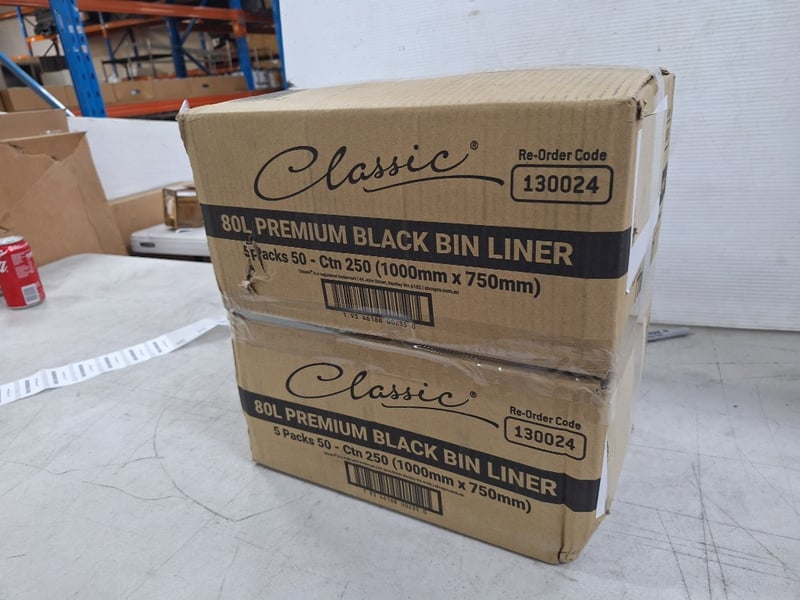 Classic®
Re-Order Code
130024
80L PREMIUM BLACK BIN LINER
5 Packs 50 - Ctn 250 (1000mm x 750mm)
Classic
Re-Order Code
130024
80L PREMIUM BLACK BIN LINER
5 Packs 50 - Ctn 250 (1000mm x 750mm)